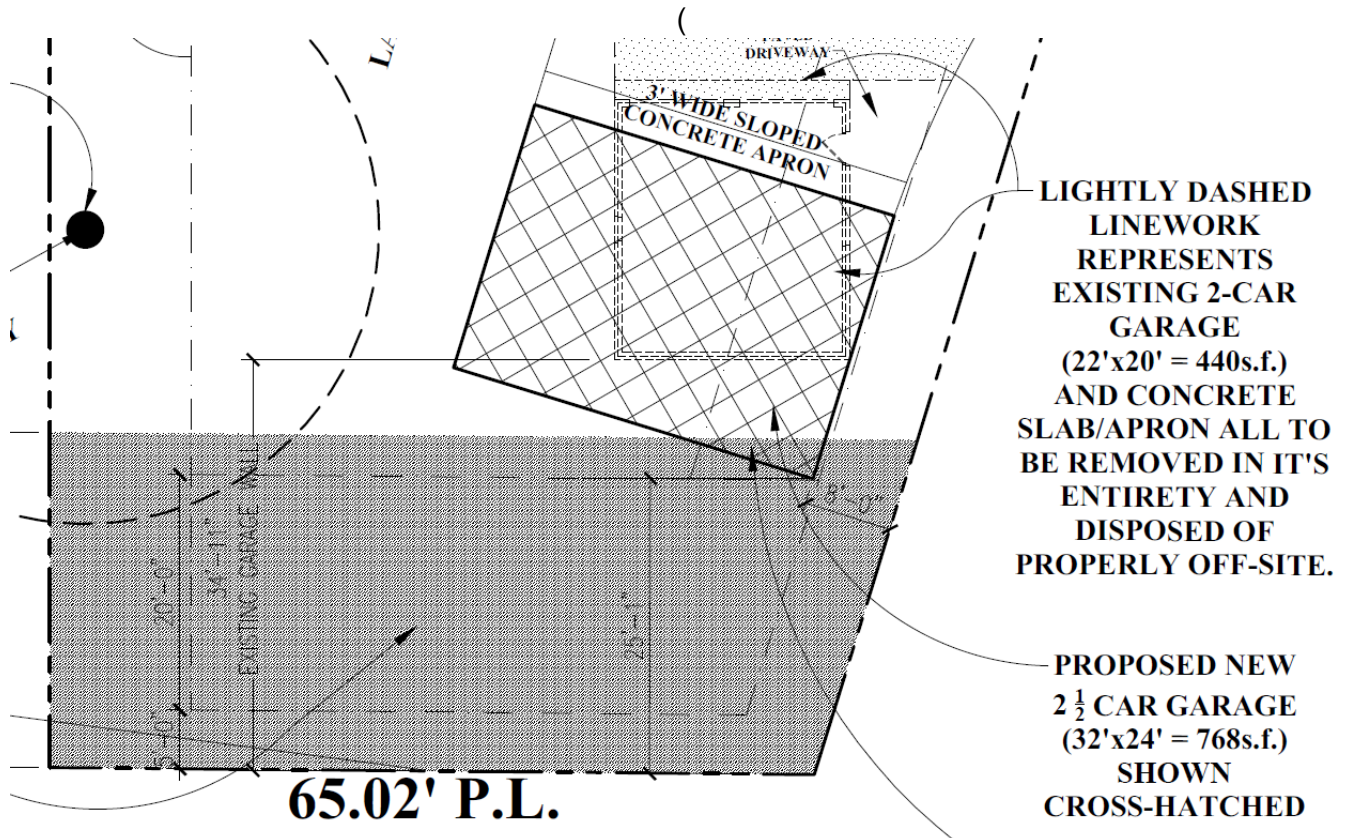 (
DRIVEWAY
3' WIDE SLOPED
CONCRETE APRON
LIGHTLY DASHED
LINEWORK
REPRESENTS
EXISTING 2-CAR
GARAGE
(22'x20' = 440s.f.)
AND CONCRETE
SLAB/APRON ALL TO
BE REMOVED IN IT'S
ENTIRETY AND
DISPOSED OF
PROPERLY OFF-SITE.
8'-0"
20'-0"
34'-11"
EXISTING GARAGE WALL
25'-1"
5'-0"
PROPOSED NEW
2 1/2 CAR GARAGE
(32'x24' = 768s.f.)
SHOWN
CROSS-HATCHED
65.02' P.L.